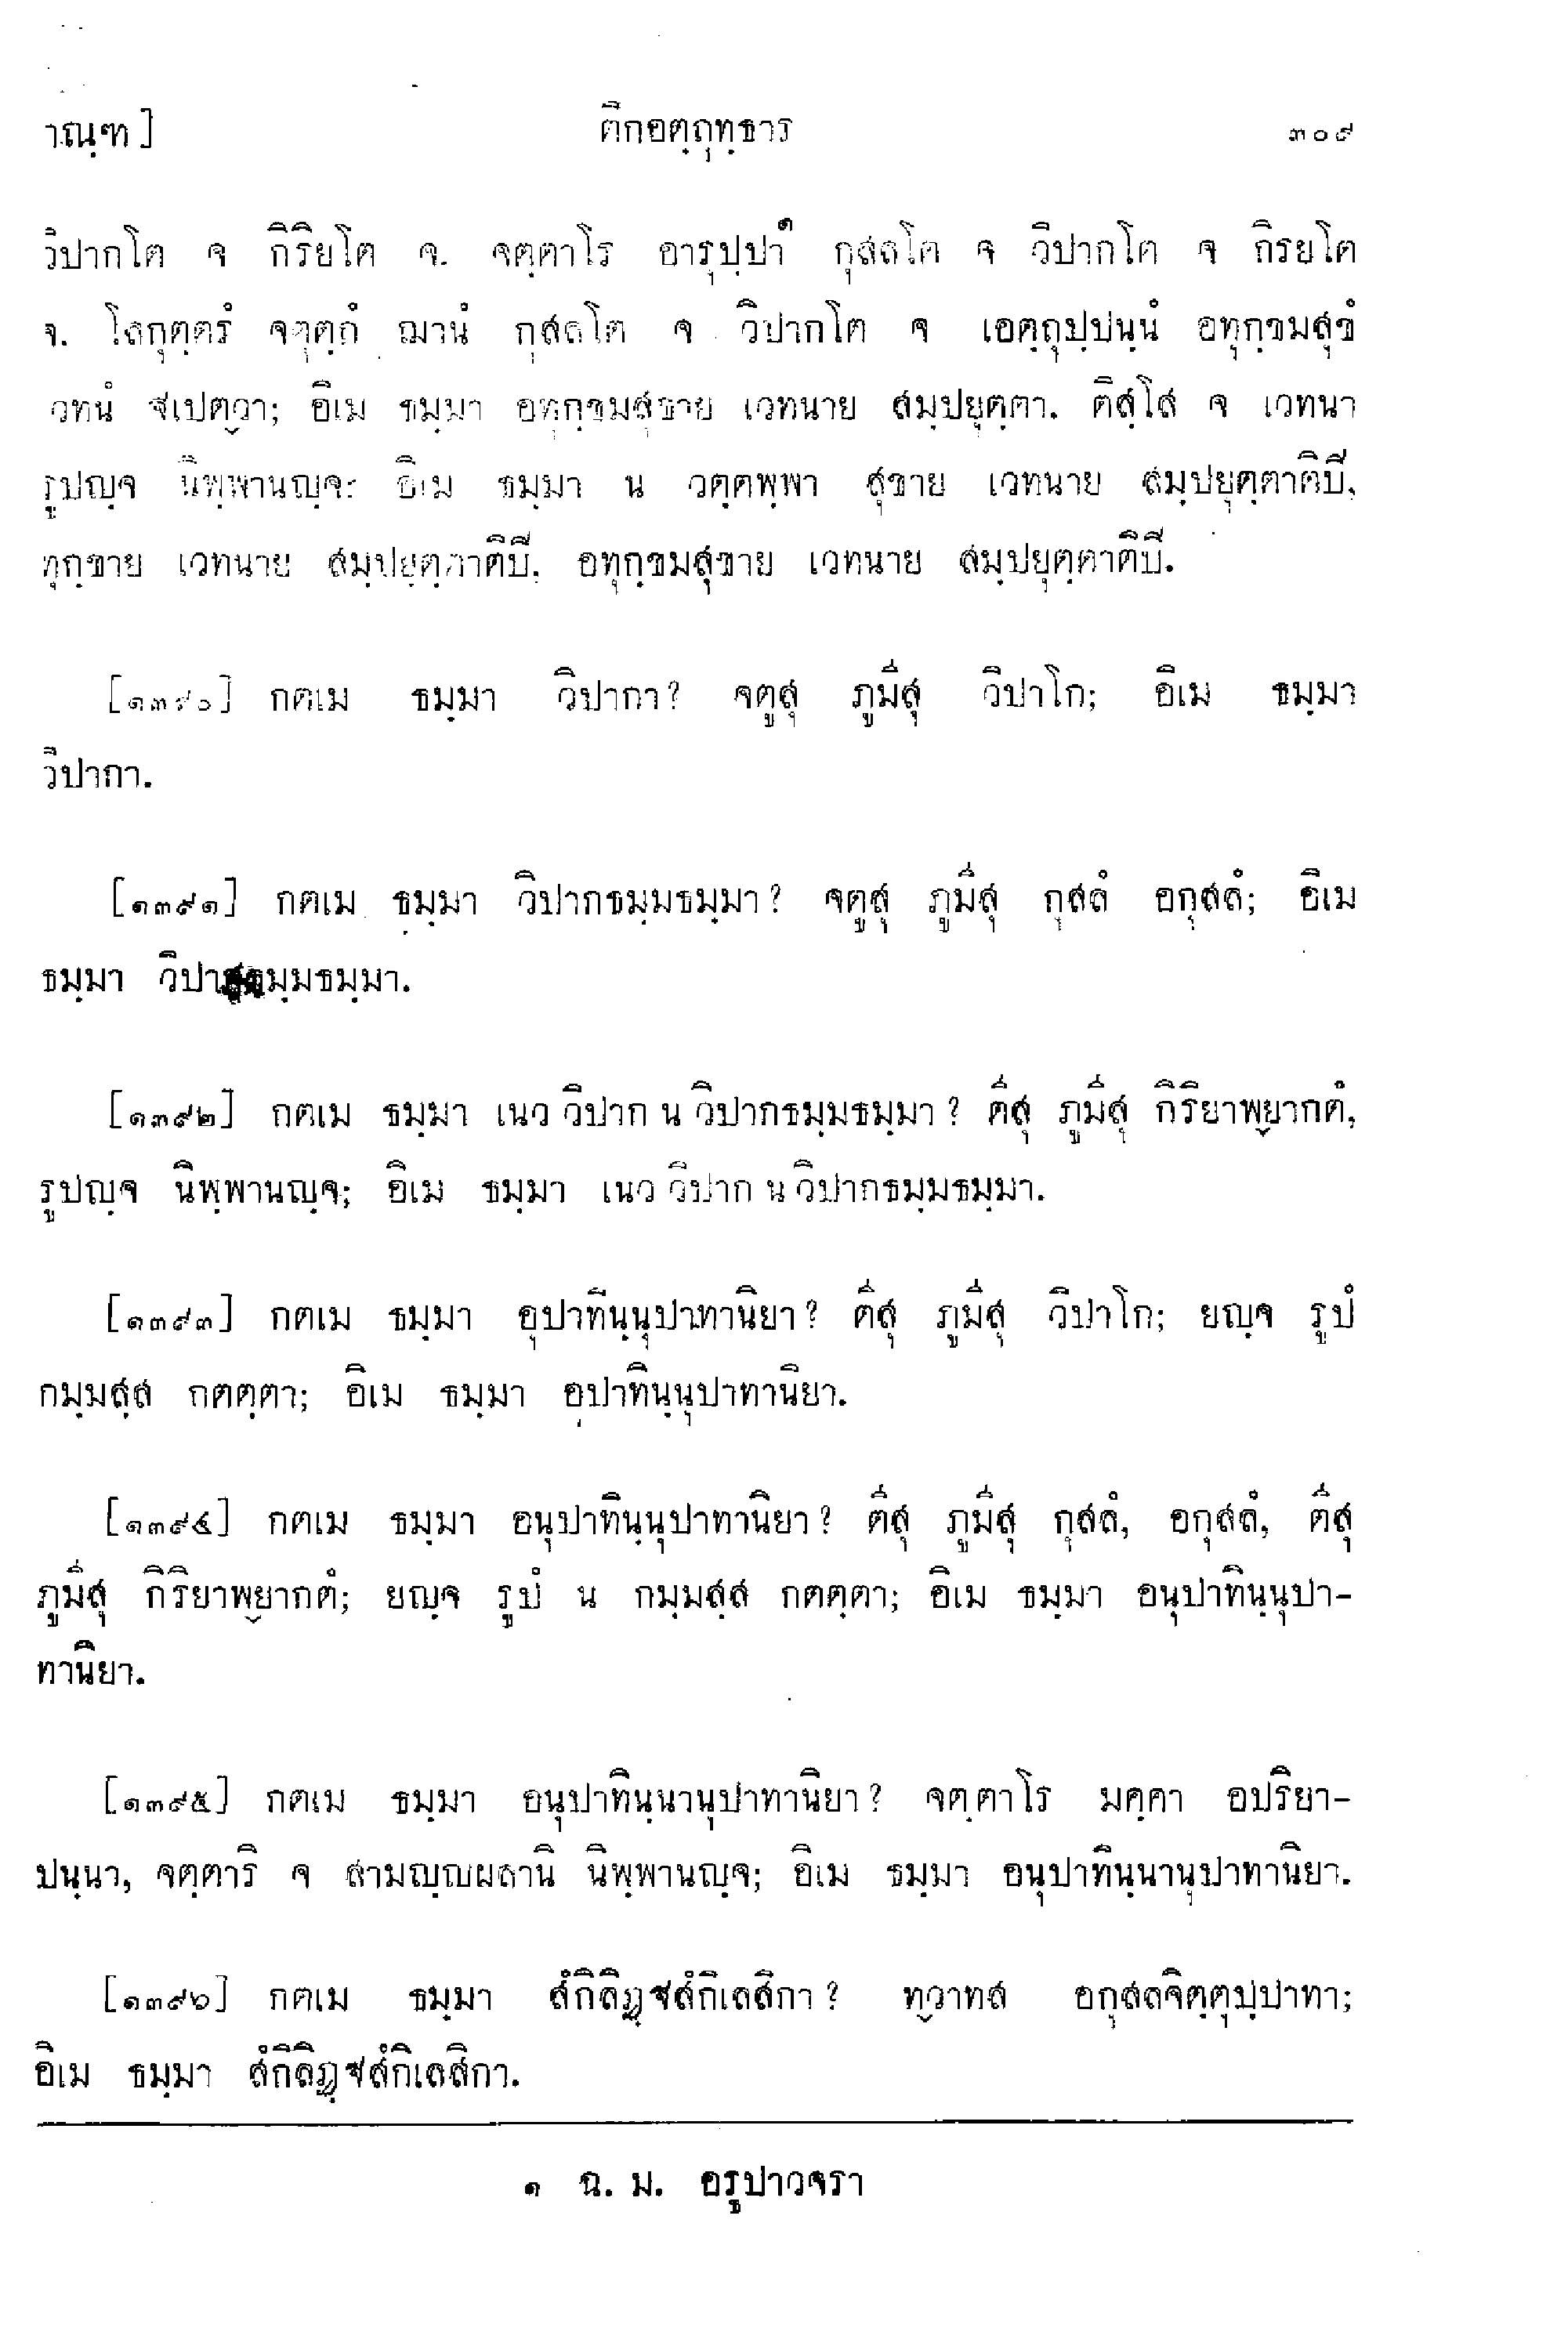 าณฺฑ] ติกอตฺถุทฺธาร ๓๐๙
วิปากโต จ กิริยโต จ. จตฺตาโร อารุปฺปา๑ กุสลโต จ วิปากโต จ กิริยโต
จ. โลกุตฺตรํ จตุตฺถํ ฌานํ กุสลโต จ วิปากโต จ เอตฺถุปฺปนฺนํ อทุกฺขมสุขํ
วทนํ ฐเปตฺวา; อิเม ธมฺมา อทุกฺขมสุขาย เวทนาย สมฺปยุตฺตา. ติสฺโส จ เวทนา
รูปญฺจ นิพฺพานญฺจ; อิเม ธมฺมา น วตฺตพฺพา สุขาย เวทนาย สมฺปยุตฺตาติปี,
ทุกฺขาย เวทนาย สมฺปยุตฺตาติปี, อทุกฺขมสุขาย เวทนาย สมฺปยุตฺตาติปี.
[๑๓๙๐] กตเม ธมฺมา วิปากา? จตูสุ ภูมีสุ วิปาโก; อิเม ธมฺมา
วิปากา.
[๑๓๙๑] กตเม ธมฺมา วิปากธมฺมธมฺมา? จตูสุ ภูมีสุ กุสลํ อกุสลํ; อิเม
ธมฺมา วิปากธมฺมธมฺมา.
[๑๓๙๒] กตเม ธมฺมา เนว วิปาก น วิปากธมฺมธมฺมา? ตีสุ ภูมีสุ กิริยาพฺยากตํ,
รูปญฺจ นิพฺพานญฺจ; อิเม ธมฺมา เนว วิปาก น วิปากธมฺมธมฺมา.
[๑๓๙๓] กตเม ธมฺมา อุปาทินฺนุปาทานิยา? ตีสุ ภูมีสุ วิปาโก; ยญฺจ รูปํ
กมฺมสฺส กตตฺตา; อิเม ธมฺมา อุปาทินฺนุปาทานิยา.
[๑๓๙๔] กตเม ธมฺมา อนุปาทินฺนุปาทานิยา? ตีสุ ภูมีสุ กุสลํ, อกุสลํ, ตีสุ
ภูมีสุ กิริยาพฺยากตํ; ยญฺจ รูปํ น กมฺมสฺส กตตฺตา; อิเม ธมฺมา อนุปาทินฺนุปา-
ทานิยา.
[๑๓๙๕] กตเม ธมฺมา อนุปาทินฺนานุปาทานิยา? จตฺตาโร มคฺคา อปริยา-
ปนฺนา, จตฺตาริ จ สามญฺญผลานิ นิพฺพานญฺจ; อิเม ธมฺมา อนุปาทินฺนานุปาทานิยา.
[๑๓๙๖] กตเม ธมฺมา สํกิลิฏฺฐสํกิเลสิกา? ทฺวาทส อกุสลจิตฺตุปฺปาทา;
อิเม ธมฺมา สํกิลิฏฺฐสํกิเลสิกา.
๑ ฉ. ม. อรูปาวจรา